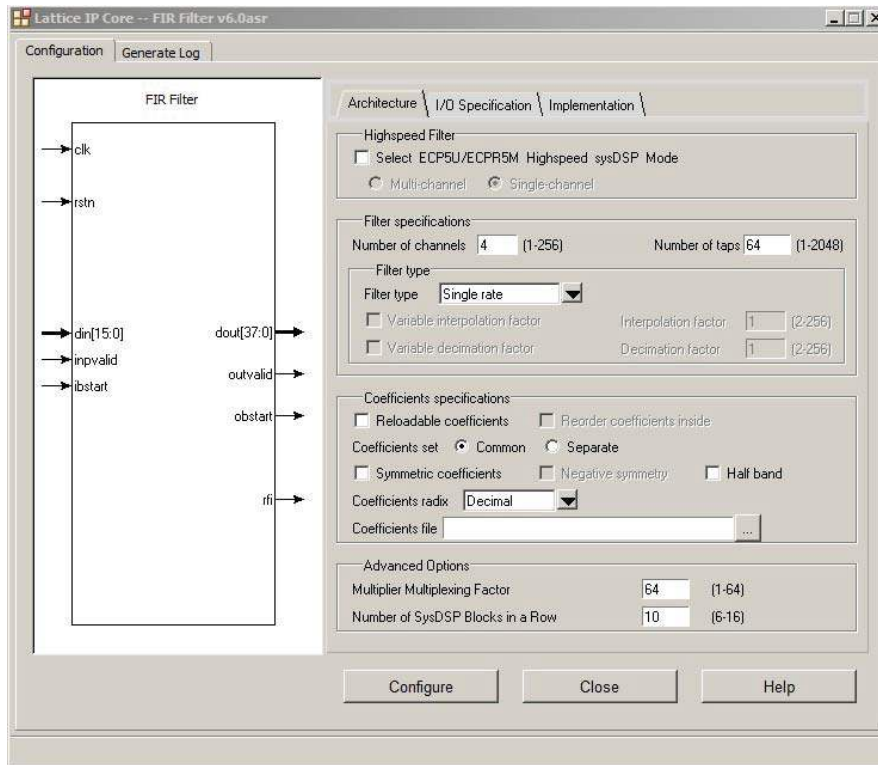 Lattice IP Core -- FIR Filter v6.0asr
Configuration Generate Log
FIR Filter
clk
rstn
din[15:0] dout[37:0]
inpvalid
outvalid
ibstart
obstart
rfi
Architecture I/O Specification Implementation
Highspeed Filter
Select ECP5U/ECPR5M Highspeed sysDSP Mode
Multi-channel Single-channel
Filter specifications
Number of channels 4 (1-256) Number of taps 64 (1-2048)
Filter type
Filter type Single rate
Variable interpolation factor Interpolation factor 1 (2-256)
Variable decimation factor Decimation factor 1 (2-256)
Coefficients specifications
Reloadable coefficients Reorder coefficients inside
Coefficients set Common Separate
Symmetric coefficients Negative symmetry Half band
Coefficients radix Decimal
Coefficients file ...
Advanced Options
Multiplier Multiplexing Factor 64 (1-64)
Number of SysDSP Blocks in a Row 10 (6-16)
Configure Close Help